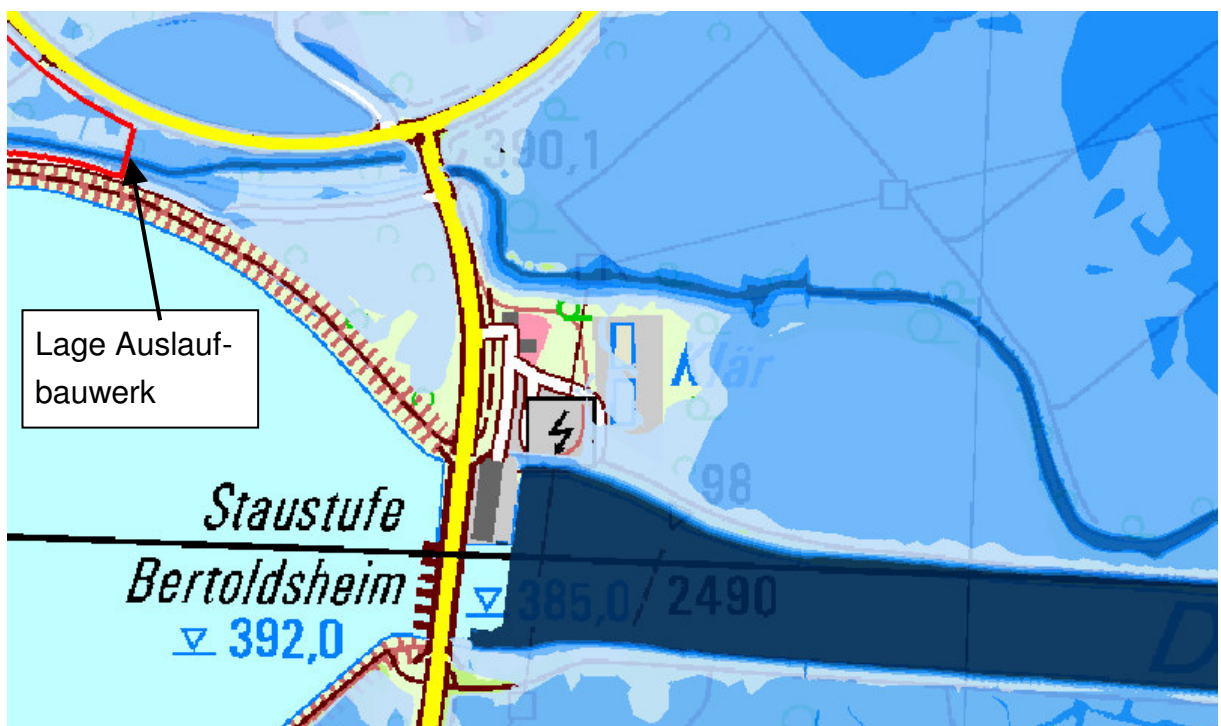 390,1
Lage Auslauf-
bauwerk
Klär
98
Staustufe
Bertoldsheim
385,0/2490
392,0
D